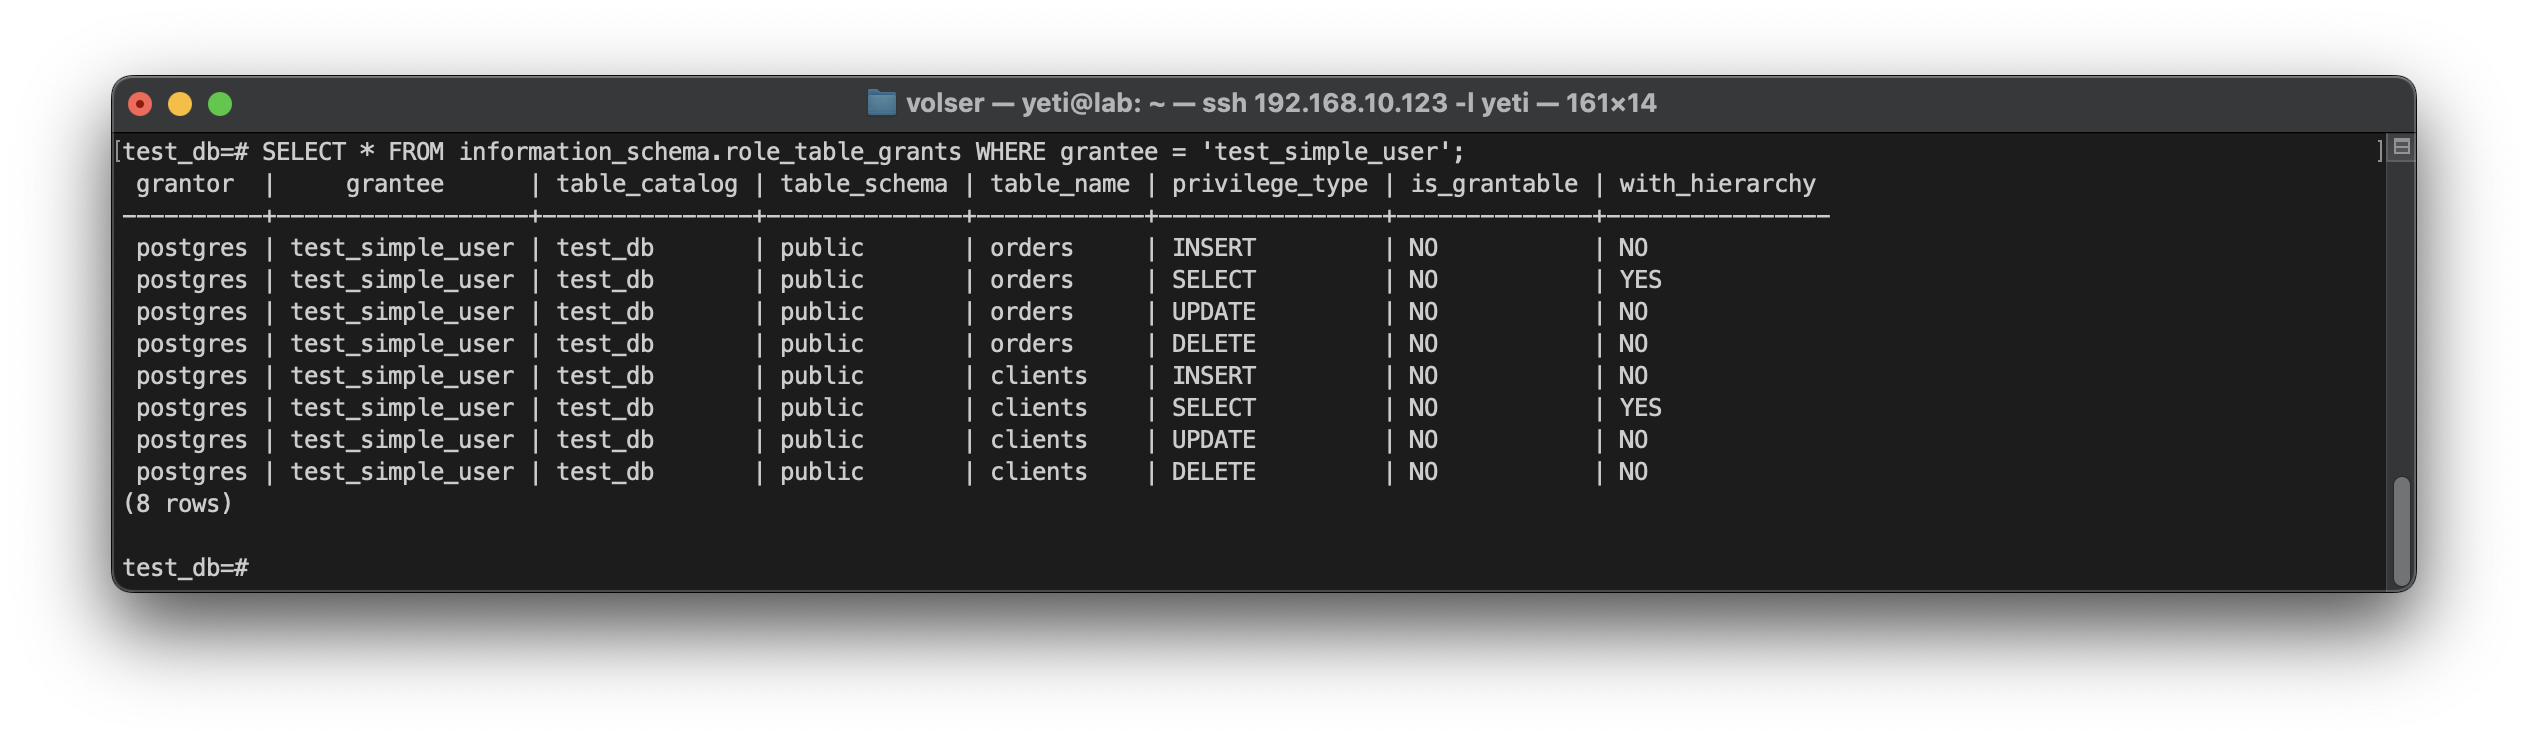 volser — yeti@lab: ~ — ssh 192.168.10.123 -l yeti — 161×14
[test_db=# SELECT * FROM information_schema.role_table_grants WHERE grantee = 'test_simple_user'; ]
 grantor  |     grantee      | table_catalog | table_schema | table_name | privilege_type | is_grantable | with_hierarchy
----------+------------------+---------------+--------------+------------+----------------+--------------+----------------
 postgres | test_simple_user | test_db       | public       | orders     | INSERT         | NO           | NO
 postgres | test_simple_user | test_db       | public       | orders     | SELECT         | NO           | YES
 postgres | test_simple_user | test_db       | public       | orders     | UPDATE         | NO           | NO
 postgres | test_simple_user | test_db       | public       | orders     | DELETE         | NO           | NO
 postgres | test_simple_user | test_db       | public       | clients    | INSERT         | NO           | NO
 postgres | test_simple_user | test_db       | public       | clients    | SELECT         | NO           | YES
 postgres | test_simple_user | test_db       | public       | clients    | UPDATE         | NO           | NO
 postgres | test_simple_user | test_db       | public       | clients    | DELETE         | NO           | NO
(8 rows)
test_db=#